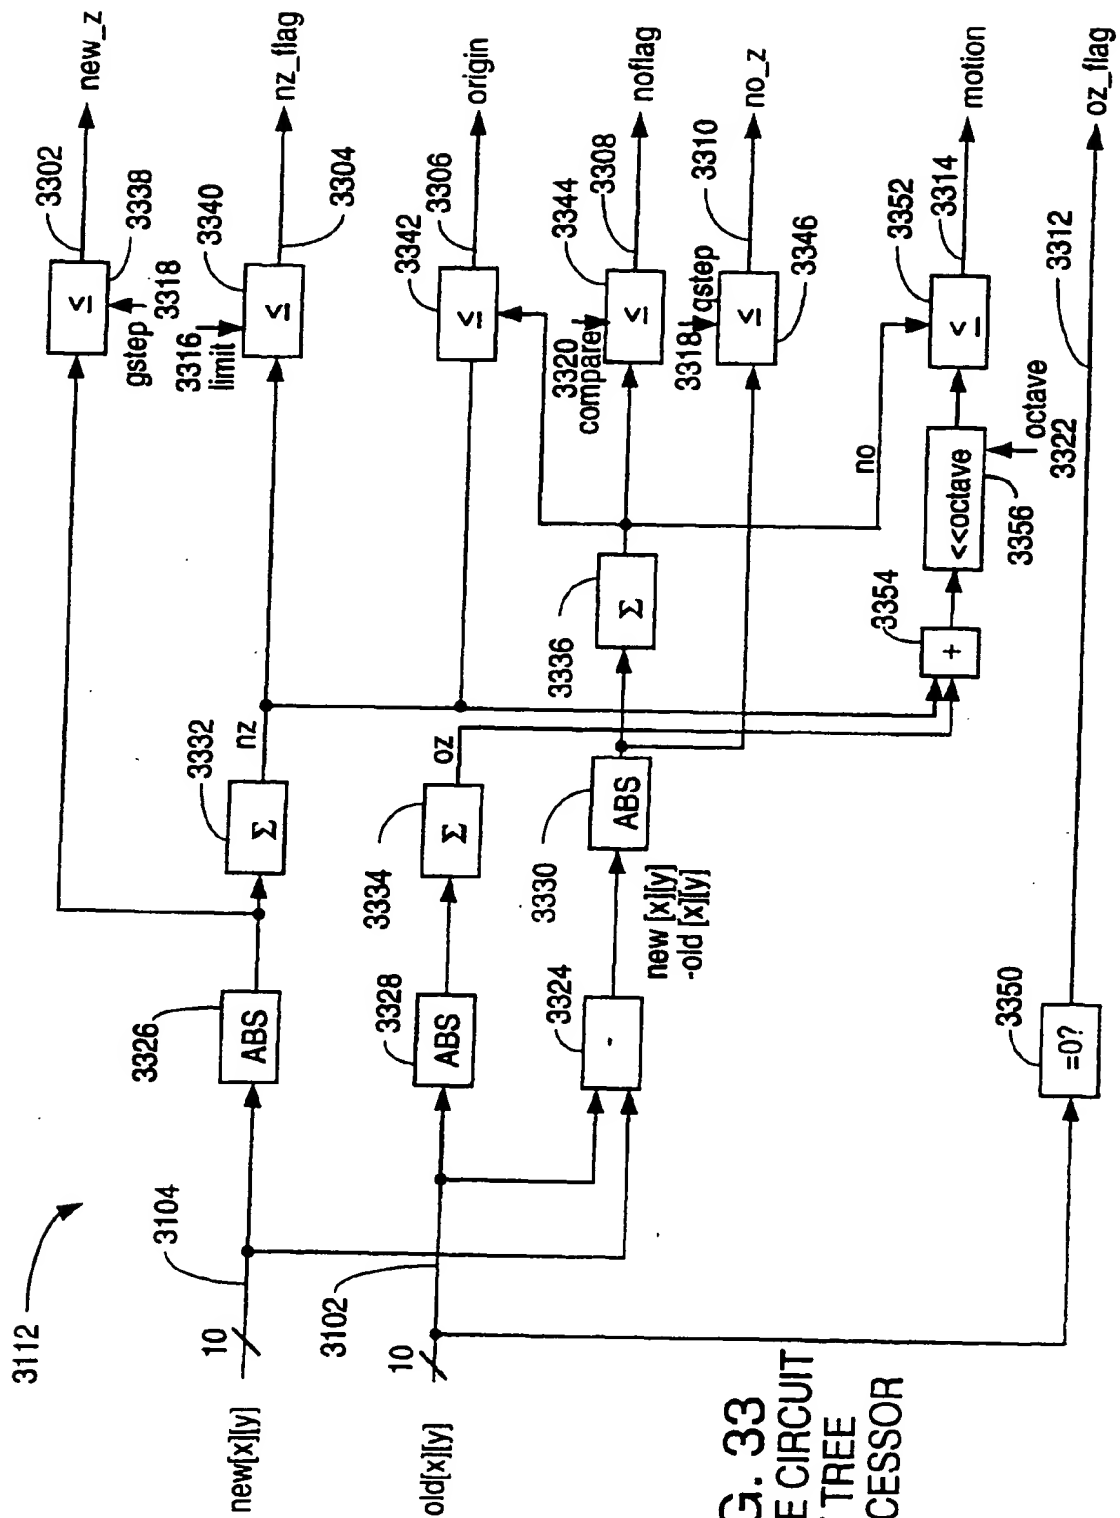 3112
new[x][y]
10
3104
3326
ABS
3332
Σ
nz
3302
new_z
≤
3338
qstep
3318
3316
limit
3340
≤
nz_flag
3304
old[x][y]
10
3102
3328
ABS
3334
Σ
oz
3342
≤
3306
origin
3324
-
new [x][y]
-old [x][y]
3330
ABS
3336
Σ
3320
compare
3344
≤
3308
noflag
3318
qstep
≤
3346
3310
no_z
no
3354
+
<<octave
3356
octave
3322
3352
≤
3314
motion
3350
=0?
3312
oz_flag
G. 33
E CIRCUIT
TREE
CESSOR